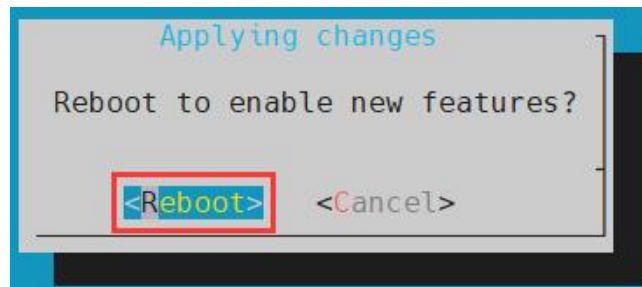 Applying changes
Reboot to enable new features?
<Reboot> <Cancel>